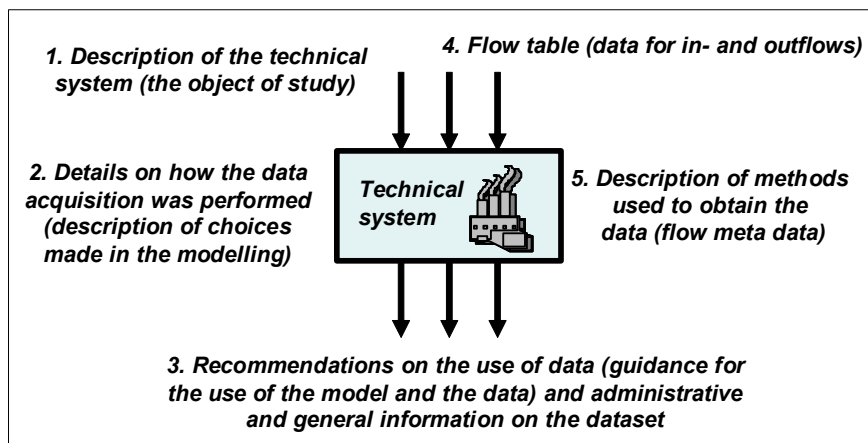 1. Description of the technical
system (the object of study)
4. Flow table (data for in- and outflows)
2. Details on how the data
acquisition was performed
(description of choices
made in the modelling)
Technical
system
5. Description of methods
used to obtain the
data (flow meta data)
3. Recommendations on the use of data (guidance for
the use of the model and the data) and administrative
and general information on the dataset